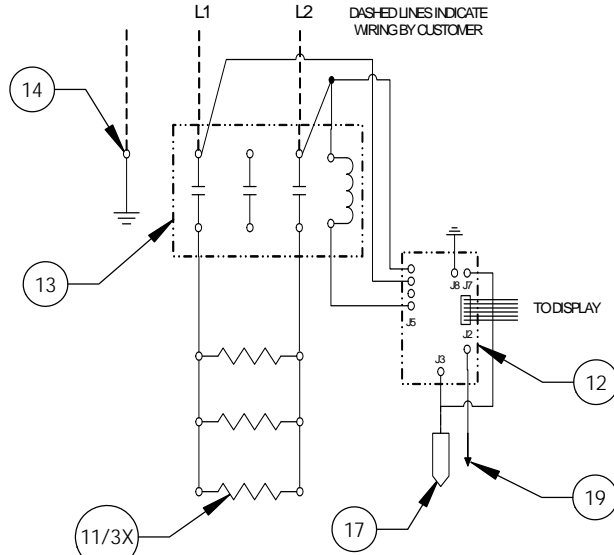 L1
L2
DASHED LINES INDICATE
WIRING BY CUSTOMER
14
13
J8
J7
J5
TO DISPLAY
J2
J3
12
11/3X
17
19